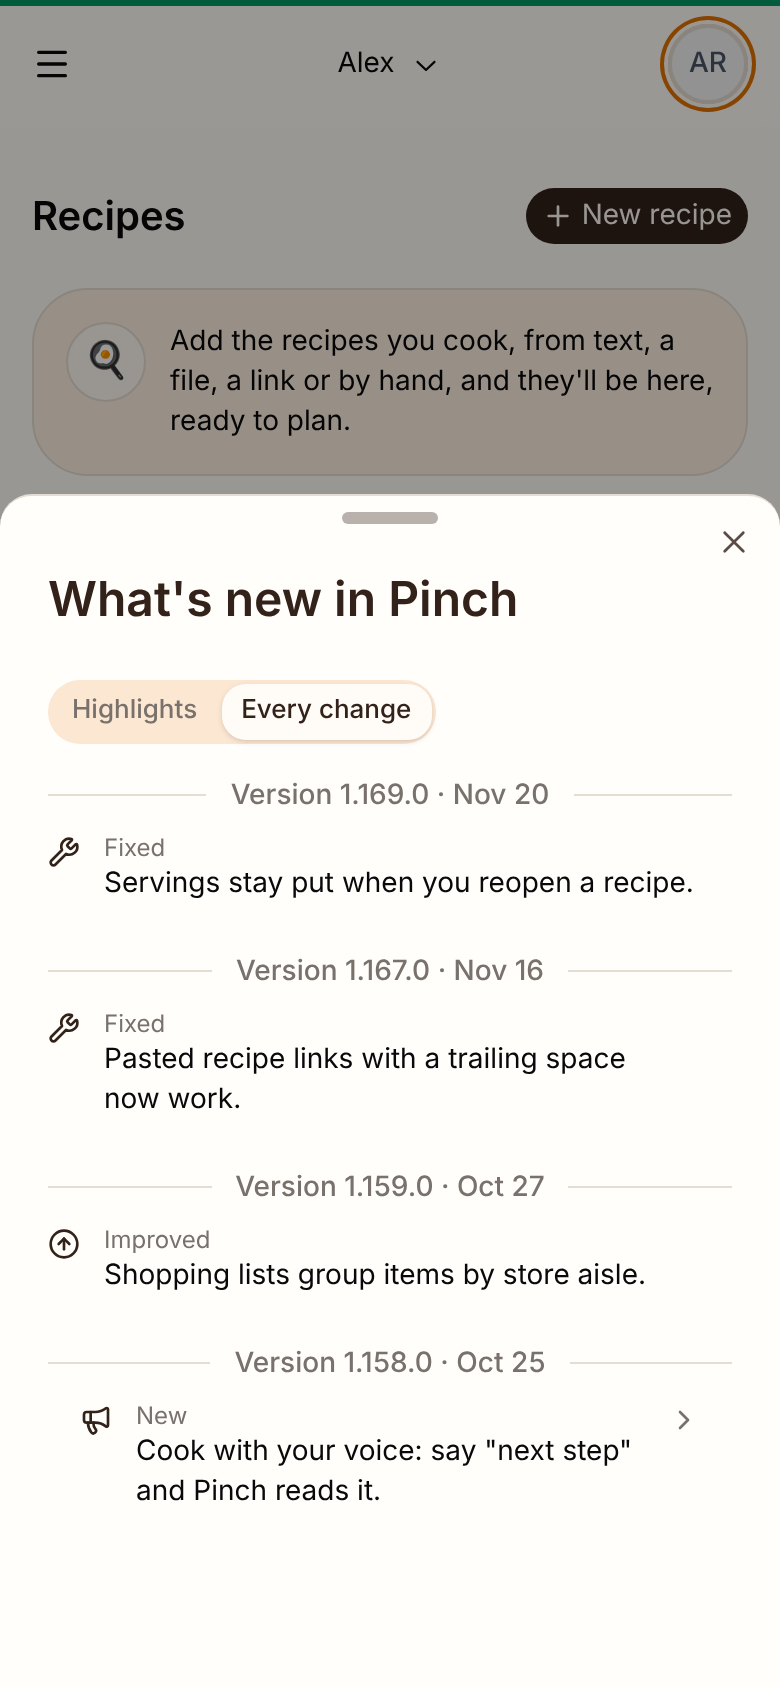 Alex
AR
Recipes
New recipe
Add the recipes you cook, from text, a
file, a link or by hand, and they'll be here,
ready to plan.
What's new in Pinch
Highlights
Every change
Version 1.169.0 · Nov 20
Fixed
Servings stay put when you reopen a recipe.
Version 1.167.0 · Nov 16
Fixed
Pasted recipe links with a trailing space
now work.
Version 1.159.0 · Oct 27
Improved
Shopping lists group items by store aisle.
Version 1.158.0 · Oct 25
New
Cook with your voice: say "next step"
and Pinch reads it.